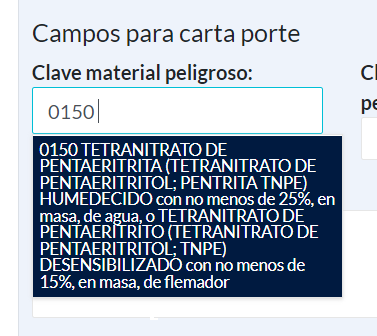 Campos para carta porte
Clave material peligroso:
Cl
pe
0150
0150 TETRANITRATO DE
PENTAERITRITA (TETRANITRATO DE
PENTAERITRITOL; PENTRITA TNPE)
HUMEDECIDO con no menos de 25%, en
masa, de agua, o TETRANITRATO DE
PENTAERITRITO (TETRANITRATO DE
PENTAERITRITOL; TNPE)
DESENSIBILIZADO con no menos de
15%, en masa, de flemador